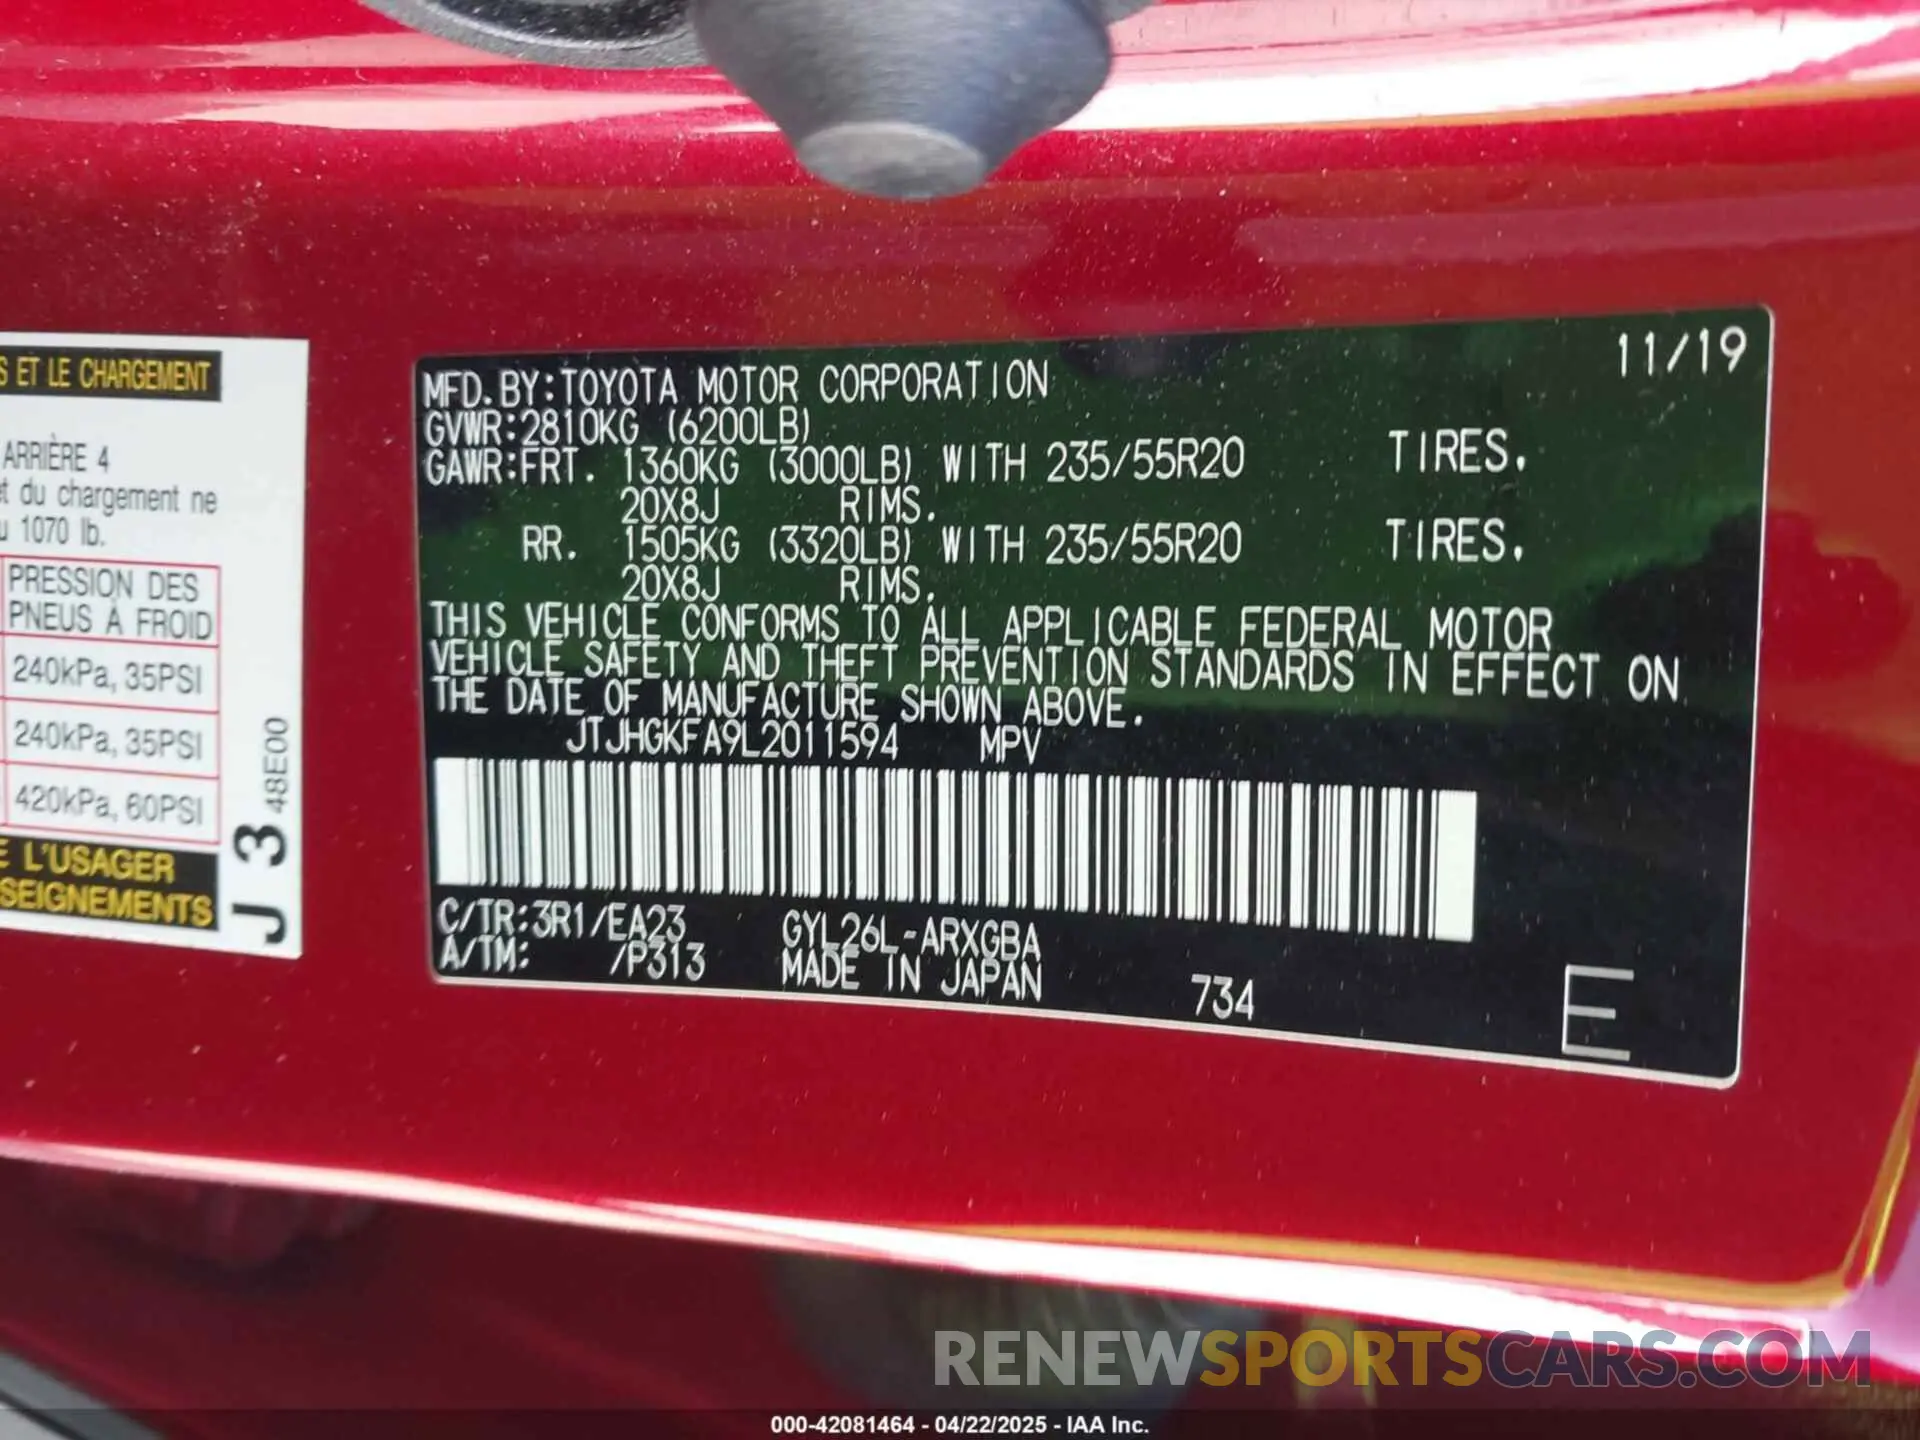 S ET LE CHARGEMENT
ARRIÈRE 4
et du chargement ne
1070 lb.
PRESSION DES
PNEUS À FROID
240kPa, 35PSI
240kPa, 35PSI
420kPa, 60PSI
E L'USAGER
SEIGNEMENTS
J 3 48E00
11/19
MFD. BY: TOYOTA MOTOR CORPORATION
GVWR: 2810KG (6200LB)
GAWR: FRT. 1360KG (3000LB) WITH 235/55R20 TIRES.
20X8J RIMS.
RR. 1505KG (3320LB) WITH 235/55R20 TIRES.
20X8J RIMS.
THIS VEHICLE CONFORMS TO ALL APPLICABLE FEDERAL MOTOR
VEHICLE SAFETY AND THEFT PREVENTION STANDARDS IN EFFECT ON
THE DATE OF MANUFACTURE SHOWN ABOVE.
JTJHGKFA9L2011594 MPV
C/TR: 3R1/EA23 GYL26L-ARXGBA
A/TM: /P313 MADE IN JAPAN
734
E
RENEWSPORTSCARS.COM
000-42081464 - 04/22/2025 - IAA Inc.